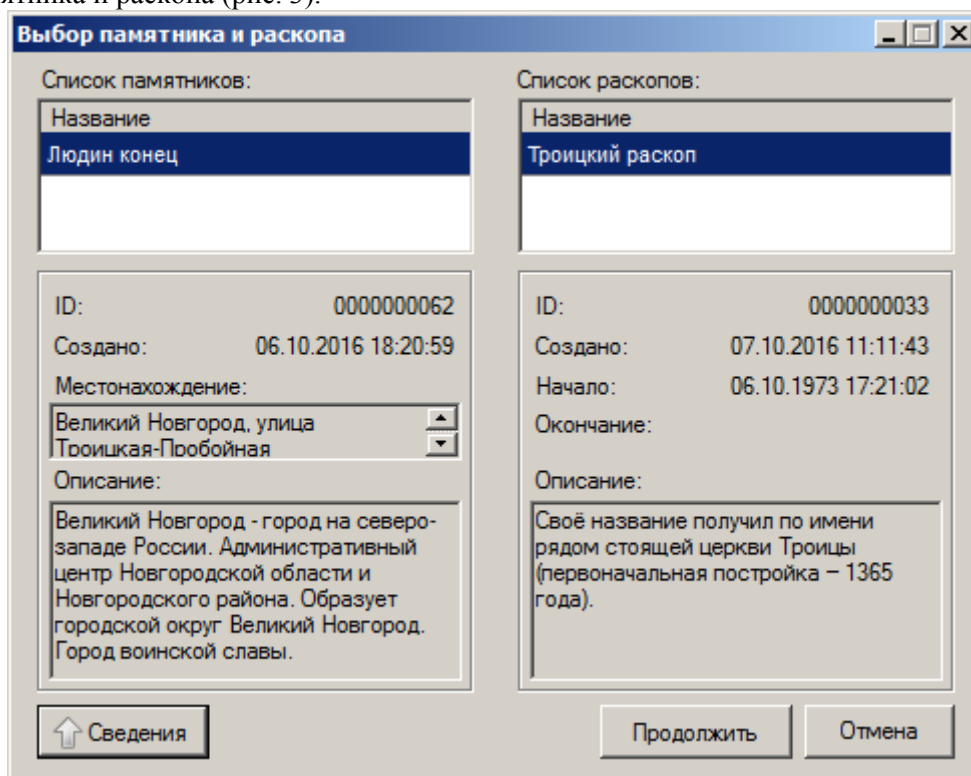 ятника и раскопа (рис. 3).
Выбор памятника и раскопа
Список памятников:
Название
Людин конец
ID: 0000000062
Создано: 06.10.2016 18:20:59
Местонахождение:
Великий Новгород, улица
Троицкая-Пробойная
Описание:
Великий Новгород - город на северо-
западе России. Административный
центр Новгородской области и
Новгородского района. Образует
городской округ Великий Новгород.
Город воинской славы.
Список раскопов:
Название
Троицкий раскоп
ID: 0000000033
Создано: 07.10.2016 11:11:43
Начало: 06.10.1973 17:21:02
Окончание:
Описание:
Своё название получил по имени
рядом стоящей церкви Троицы
(первоначальная постройка – 1365
года).
Сведения
Продолжить
Отмена